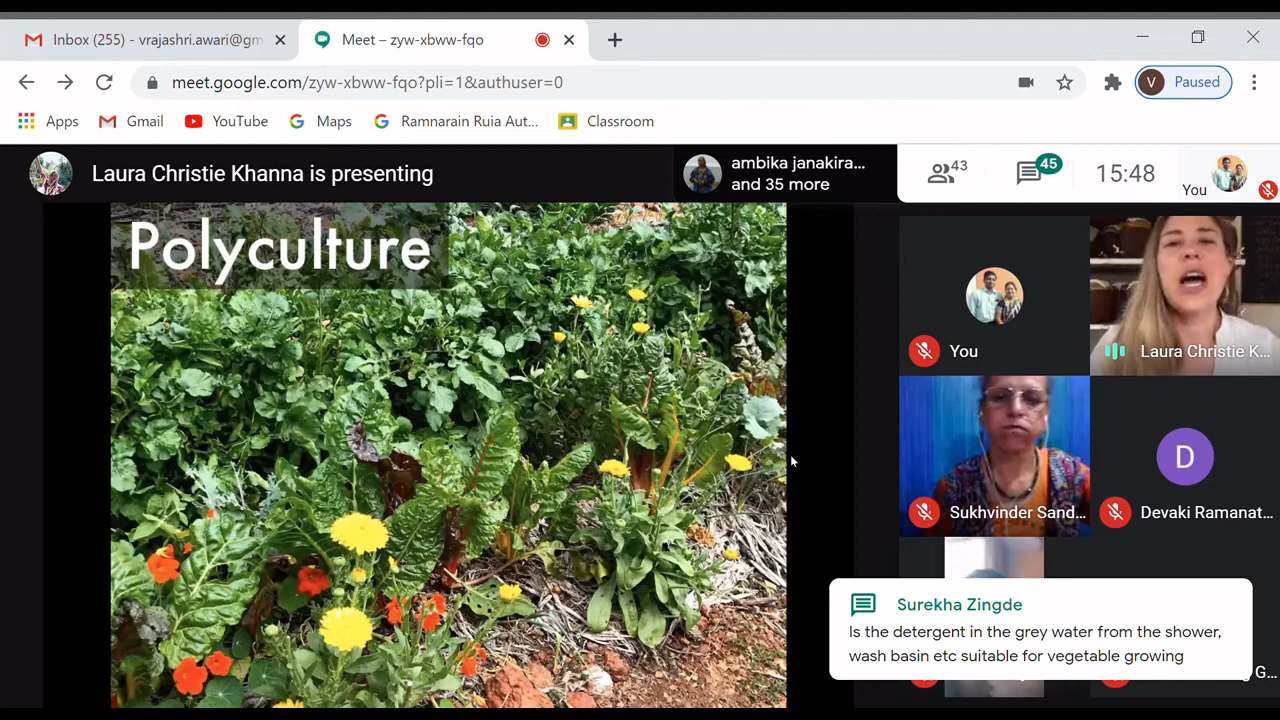 Inbox (255) - vrajashri.awari@gm
Meet – zyw-xbww-fqo
meet.google.com/zyw-xbww-fqo?pli=1&authuser=0
V
Paused
Apps
Gmail
YouTube
Maps
Ramnarain Ruia Aut...
Classroom
Laura Christie Khanna is presenting
ambika janakira...
and 35 more
43
45
15:48
You
Polyculture
You
Laura Christie K...
D
Sukhvinder Sand...
Devaki Ramanat...
Surekha Zingde
Is the detergent in the grey water from the shower,
wash basin etc suitable for vegetable growing
G...